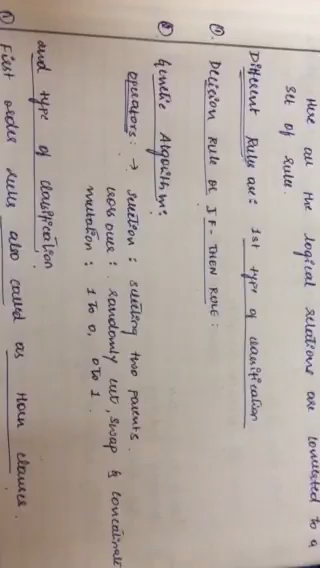 Here all the logical relations are converted to a
set of rules.
Different Rules are: 1st type of classification
①. Decision Rule or IF-THEN RULE:
② Genetic Algorithm:
operators: → selection: selecting two parents.
cross over: randomly cut, swap & concatinate
mutation: 1 to 0, 0 to 1.
2nd type of classification.
① First order rules also called as Horn clauses.